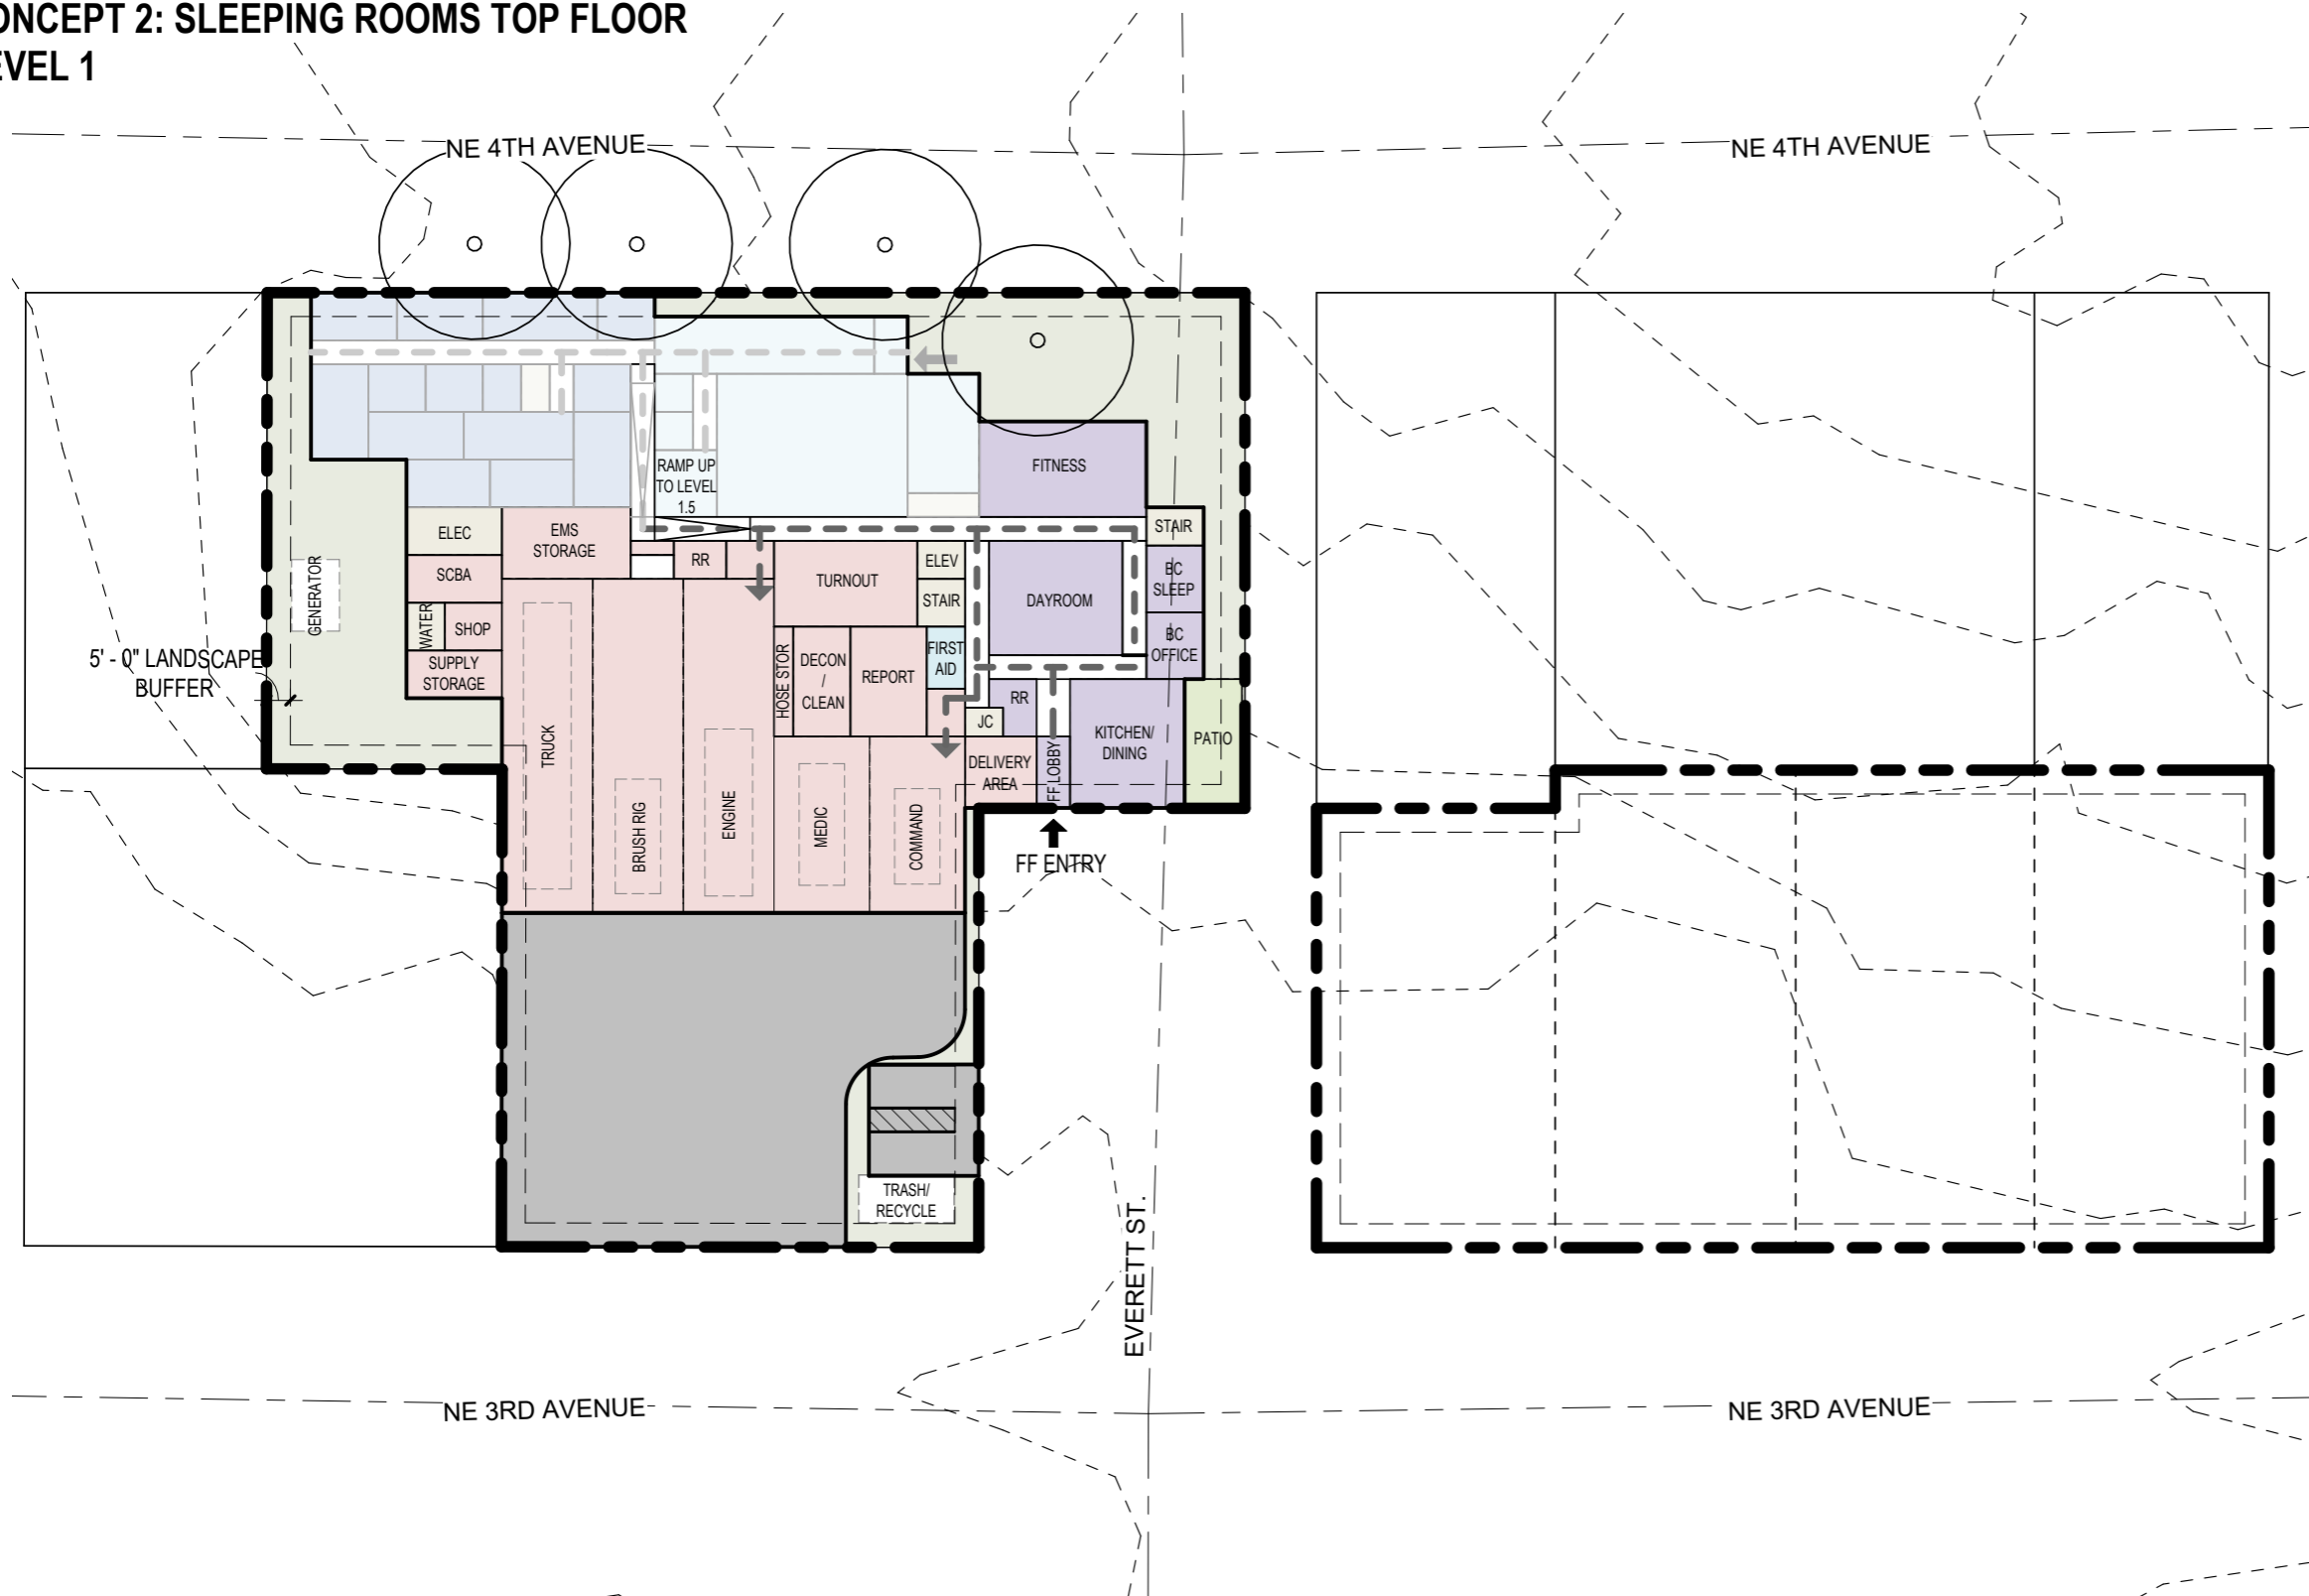 ONCEPT 2: SLEEPING ROOMS TOP FLOOR
EVEL 1
NE 4TH AVENUE
NE 4TH AVENUE
RAMP UP
TO LEVEL
1.5
FITNESS
STAIR
ELEC
EMS
STORAGE
SCBA
RR
TURNOUT
ELEV
STAIR
DAYROOM
BC
SLEEP
GENERATOR
WATER
SHOP
SUPPLY
STORAGE
HOSE STOR
DECON
/
CLEAN
REPORT
FIRST
AID
BC
OFFICE
5' - 0" LANDSCAPE
BUFFER
RR
JC
KITCHEN/
DINING
PATIO
TRUCK
BRUSH RIG
ENGINE
MEDIC
COMMAND
DELIVERY
AREA
FF LOBBY
FF ENTRY
TRASH/
RECYCLE
EVERETT ST.
NE 3RD AVENUE
NE 3RD AVENUE